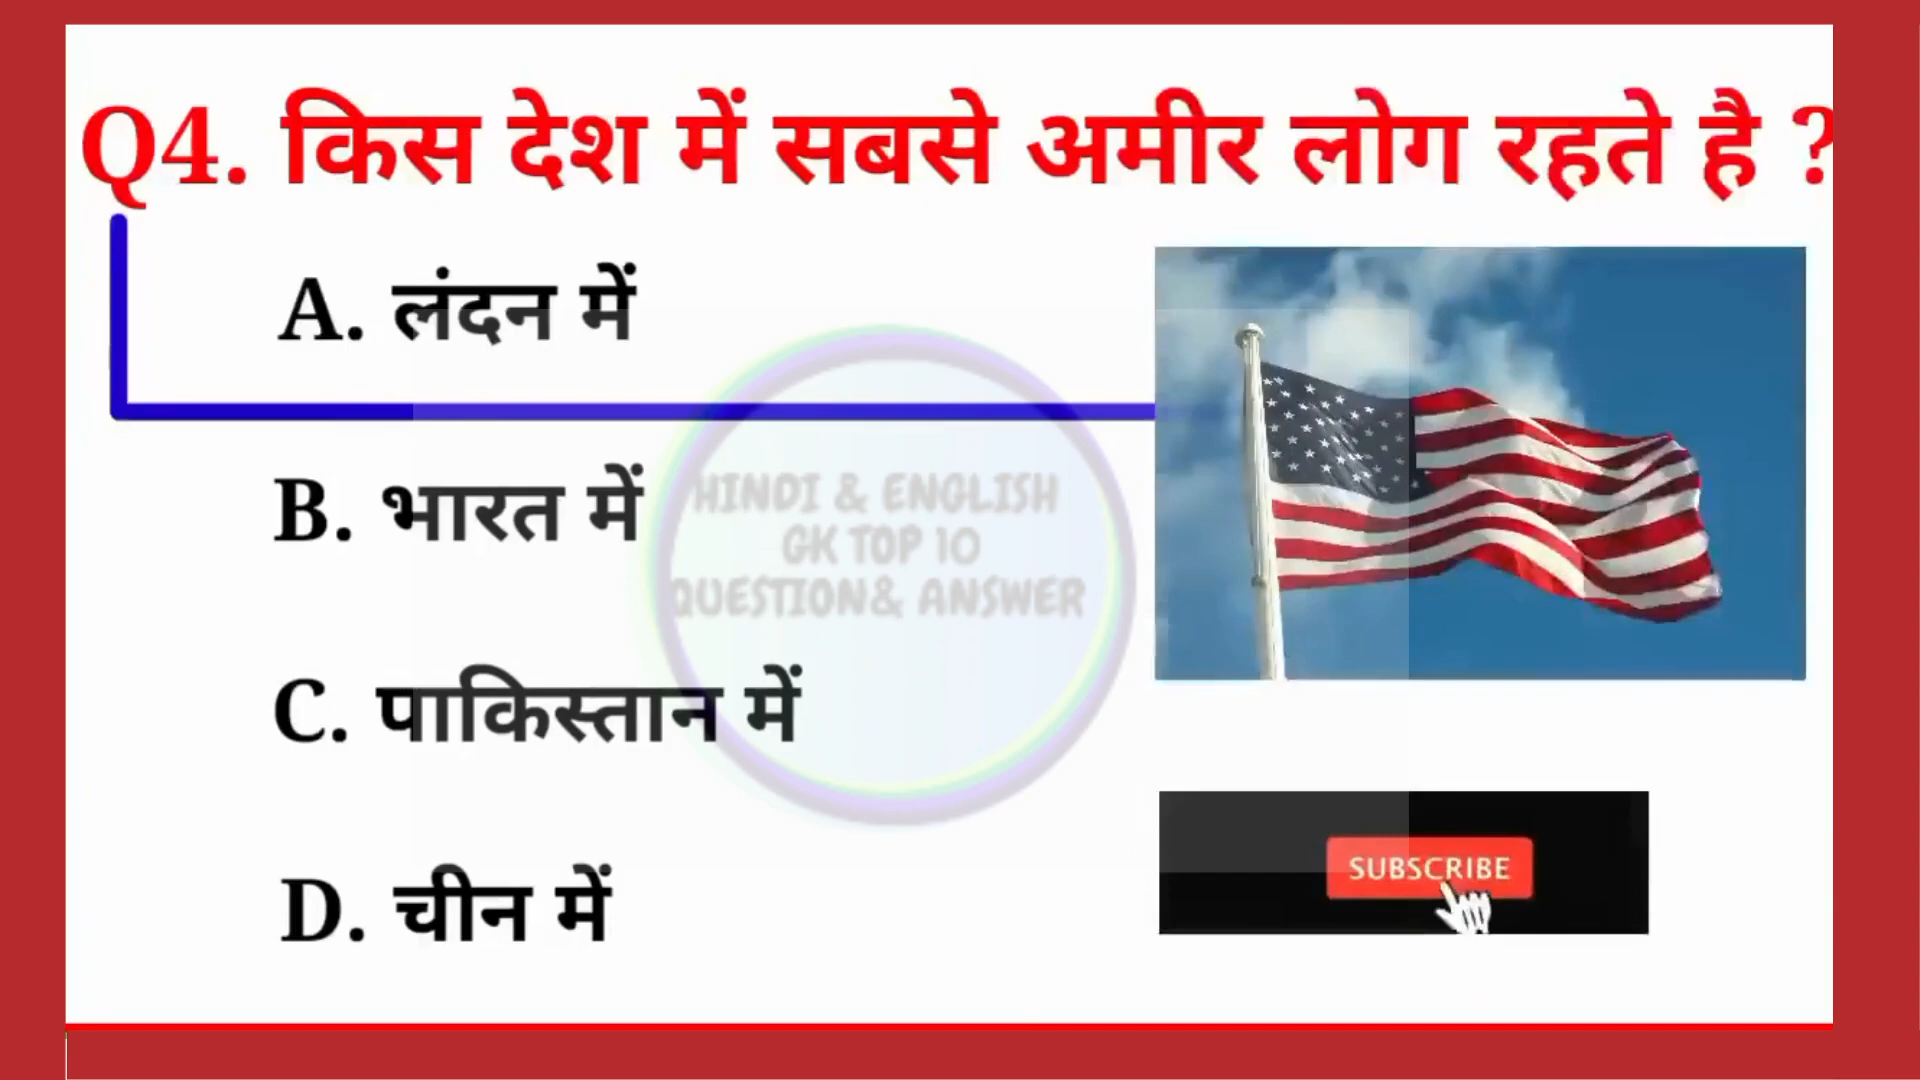 Q4. किस देश में सबसे अमीर लोग रहते है ?
A. लंदन में
B. भारत में
C. पाकिस्तान में
D. चीन में
HINDI & ENGLISH
GK TOP 10
QUESTION& ANSWER
SUBSCRIBE